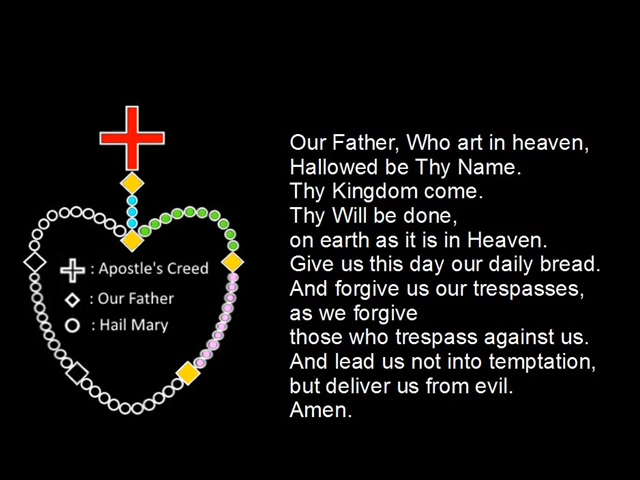 Our Father, Who art in heaven,
Hallowed be Thy Name.
Thy Kingdom come.
Thy Will be done,
on earth as it is in Heaven.
Give us this day our daily bread.
And forgive us our trespasses,
as we forgive
those who trespass against us.
And lead us not into temptation,
but deliver us from evil.
Amen.
: Apostle's Creed
: Our Father
: Hail Mary